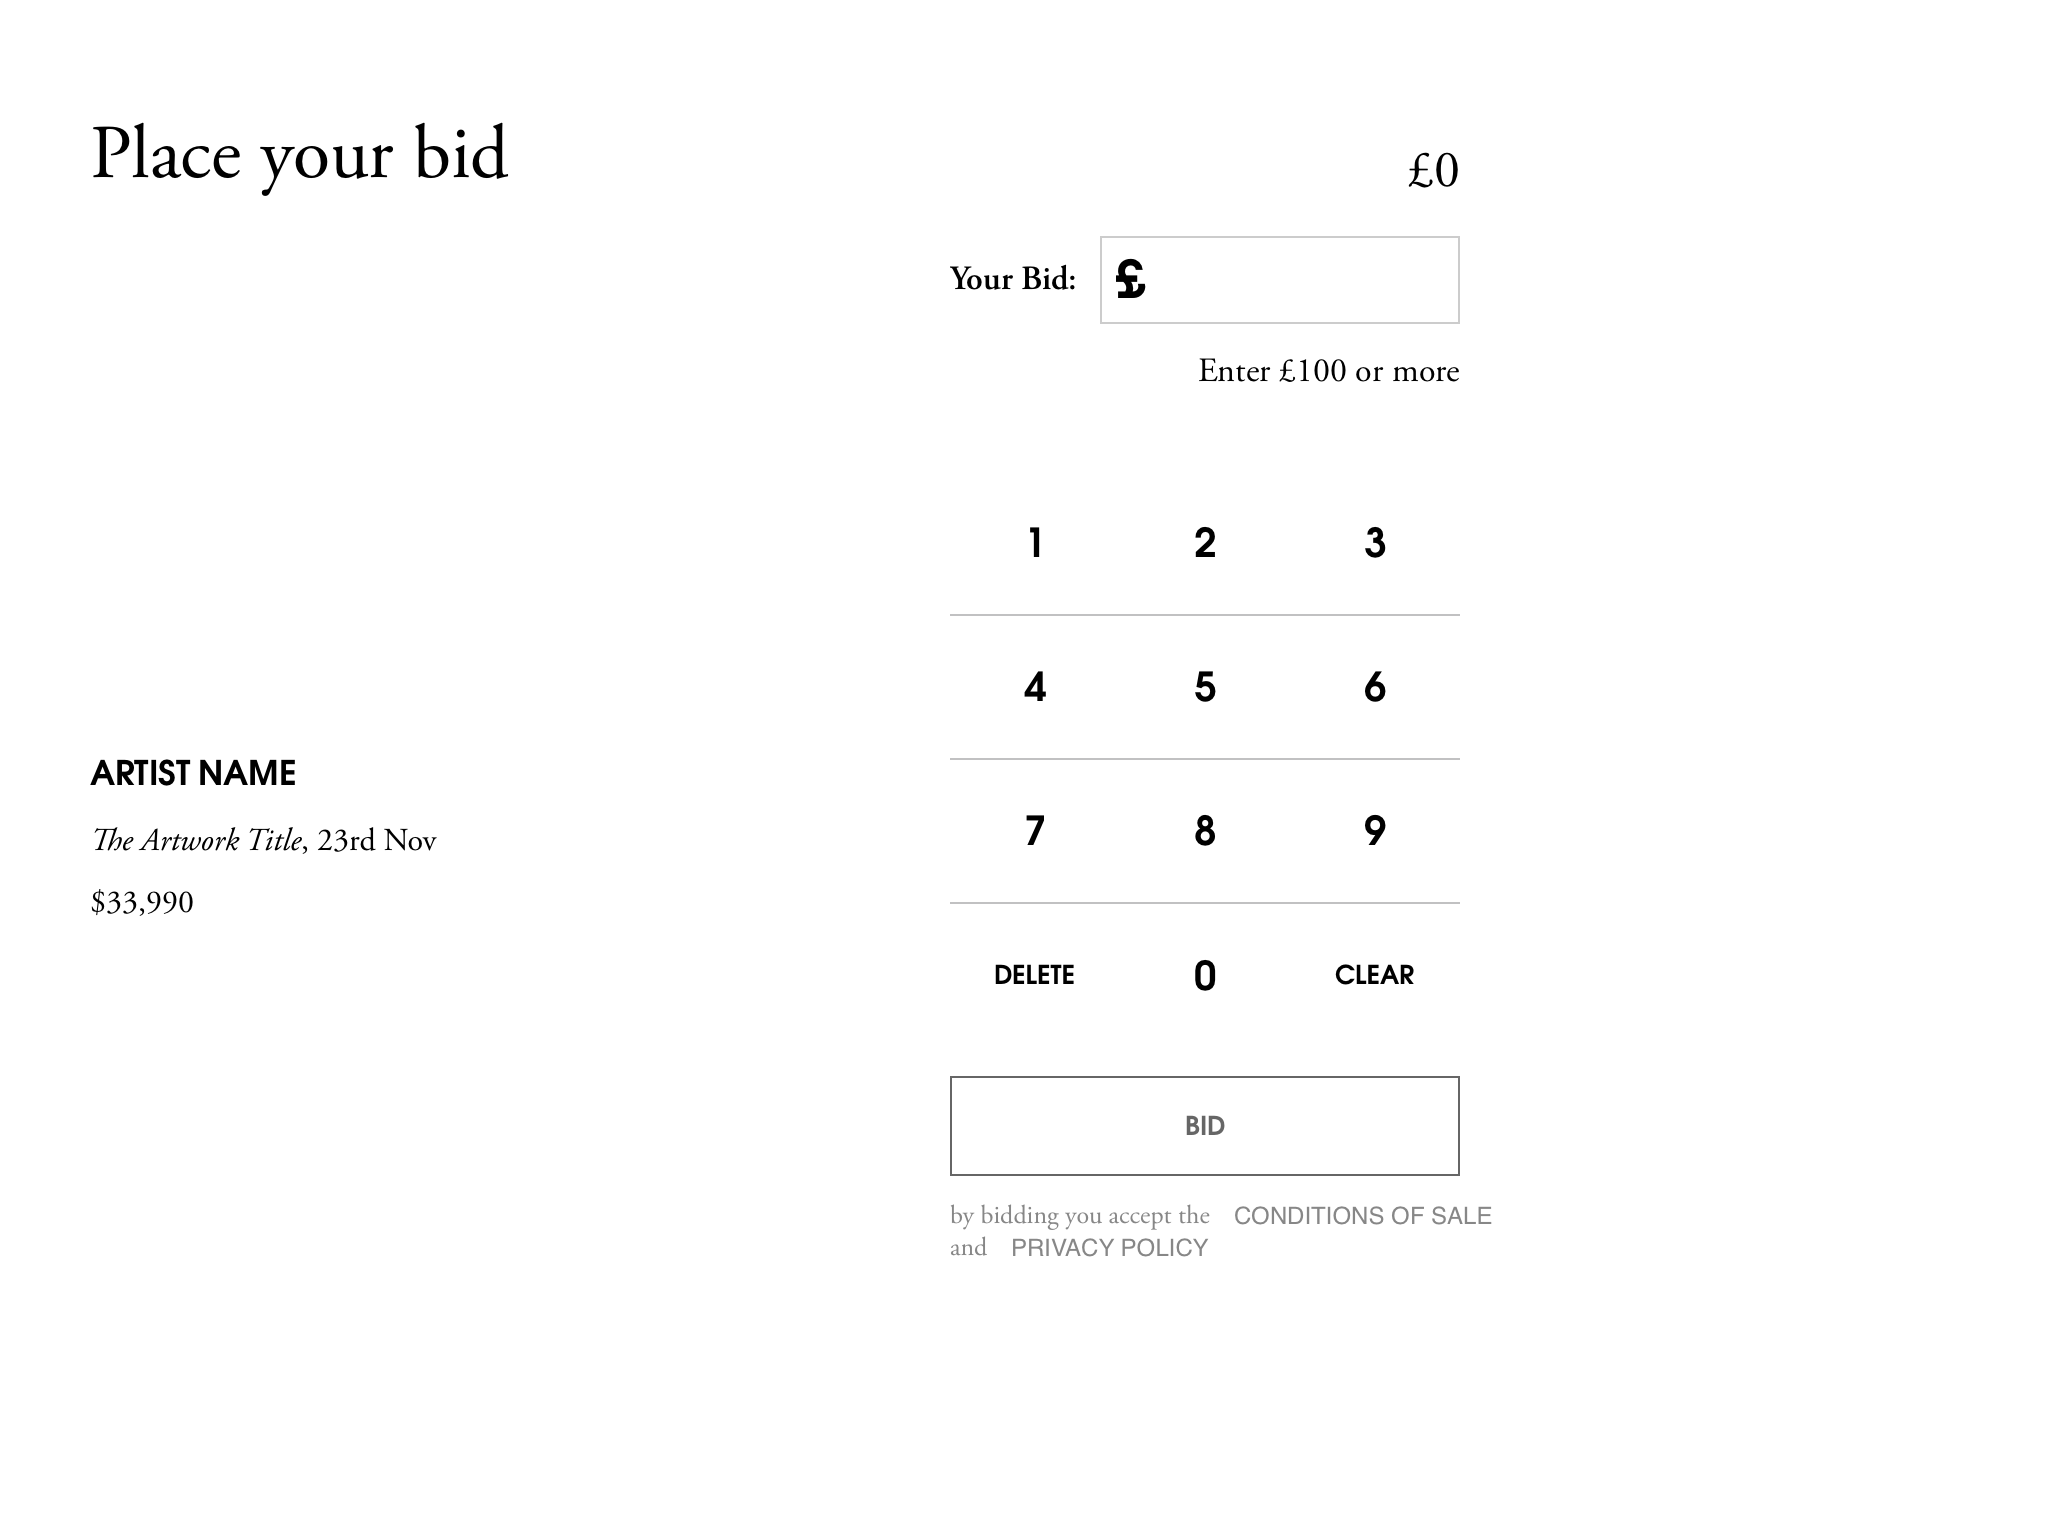 Place your bid
£0
Your Bid: £
Enter £100 or more
1 2 3
4 5 6
7 8 9
DELETE 0 CLEAR
BID
by bidding you accept the CONDITIONS OF SALE
and PRIVACY POLICY
ARTIST NAME
The Artwork Title, 23rd Nov
$33,990